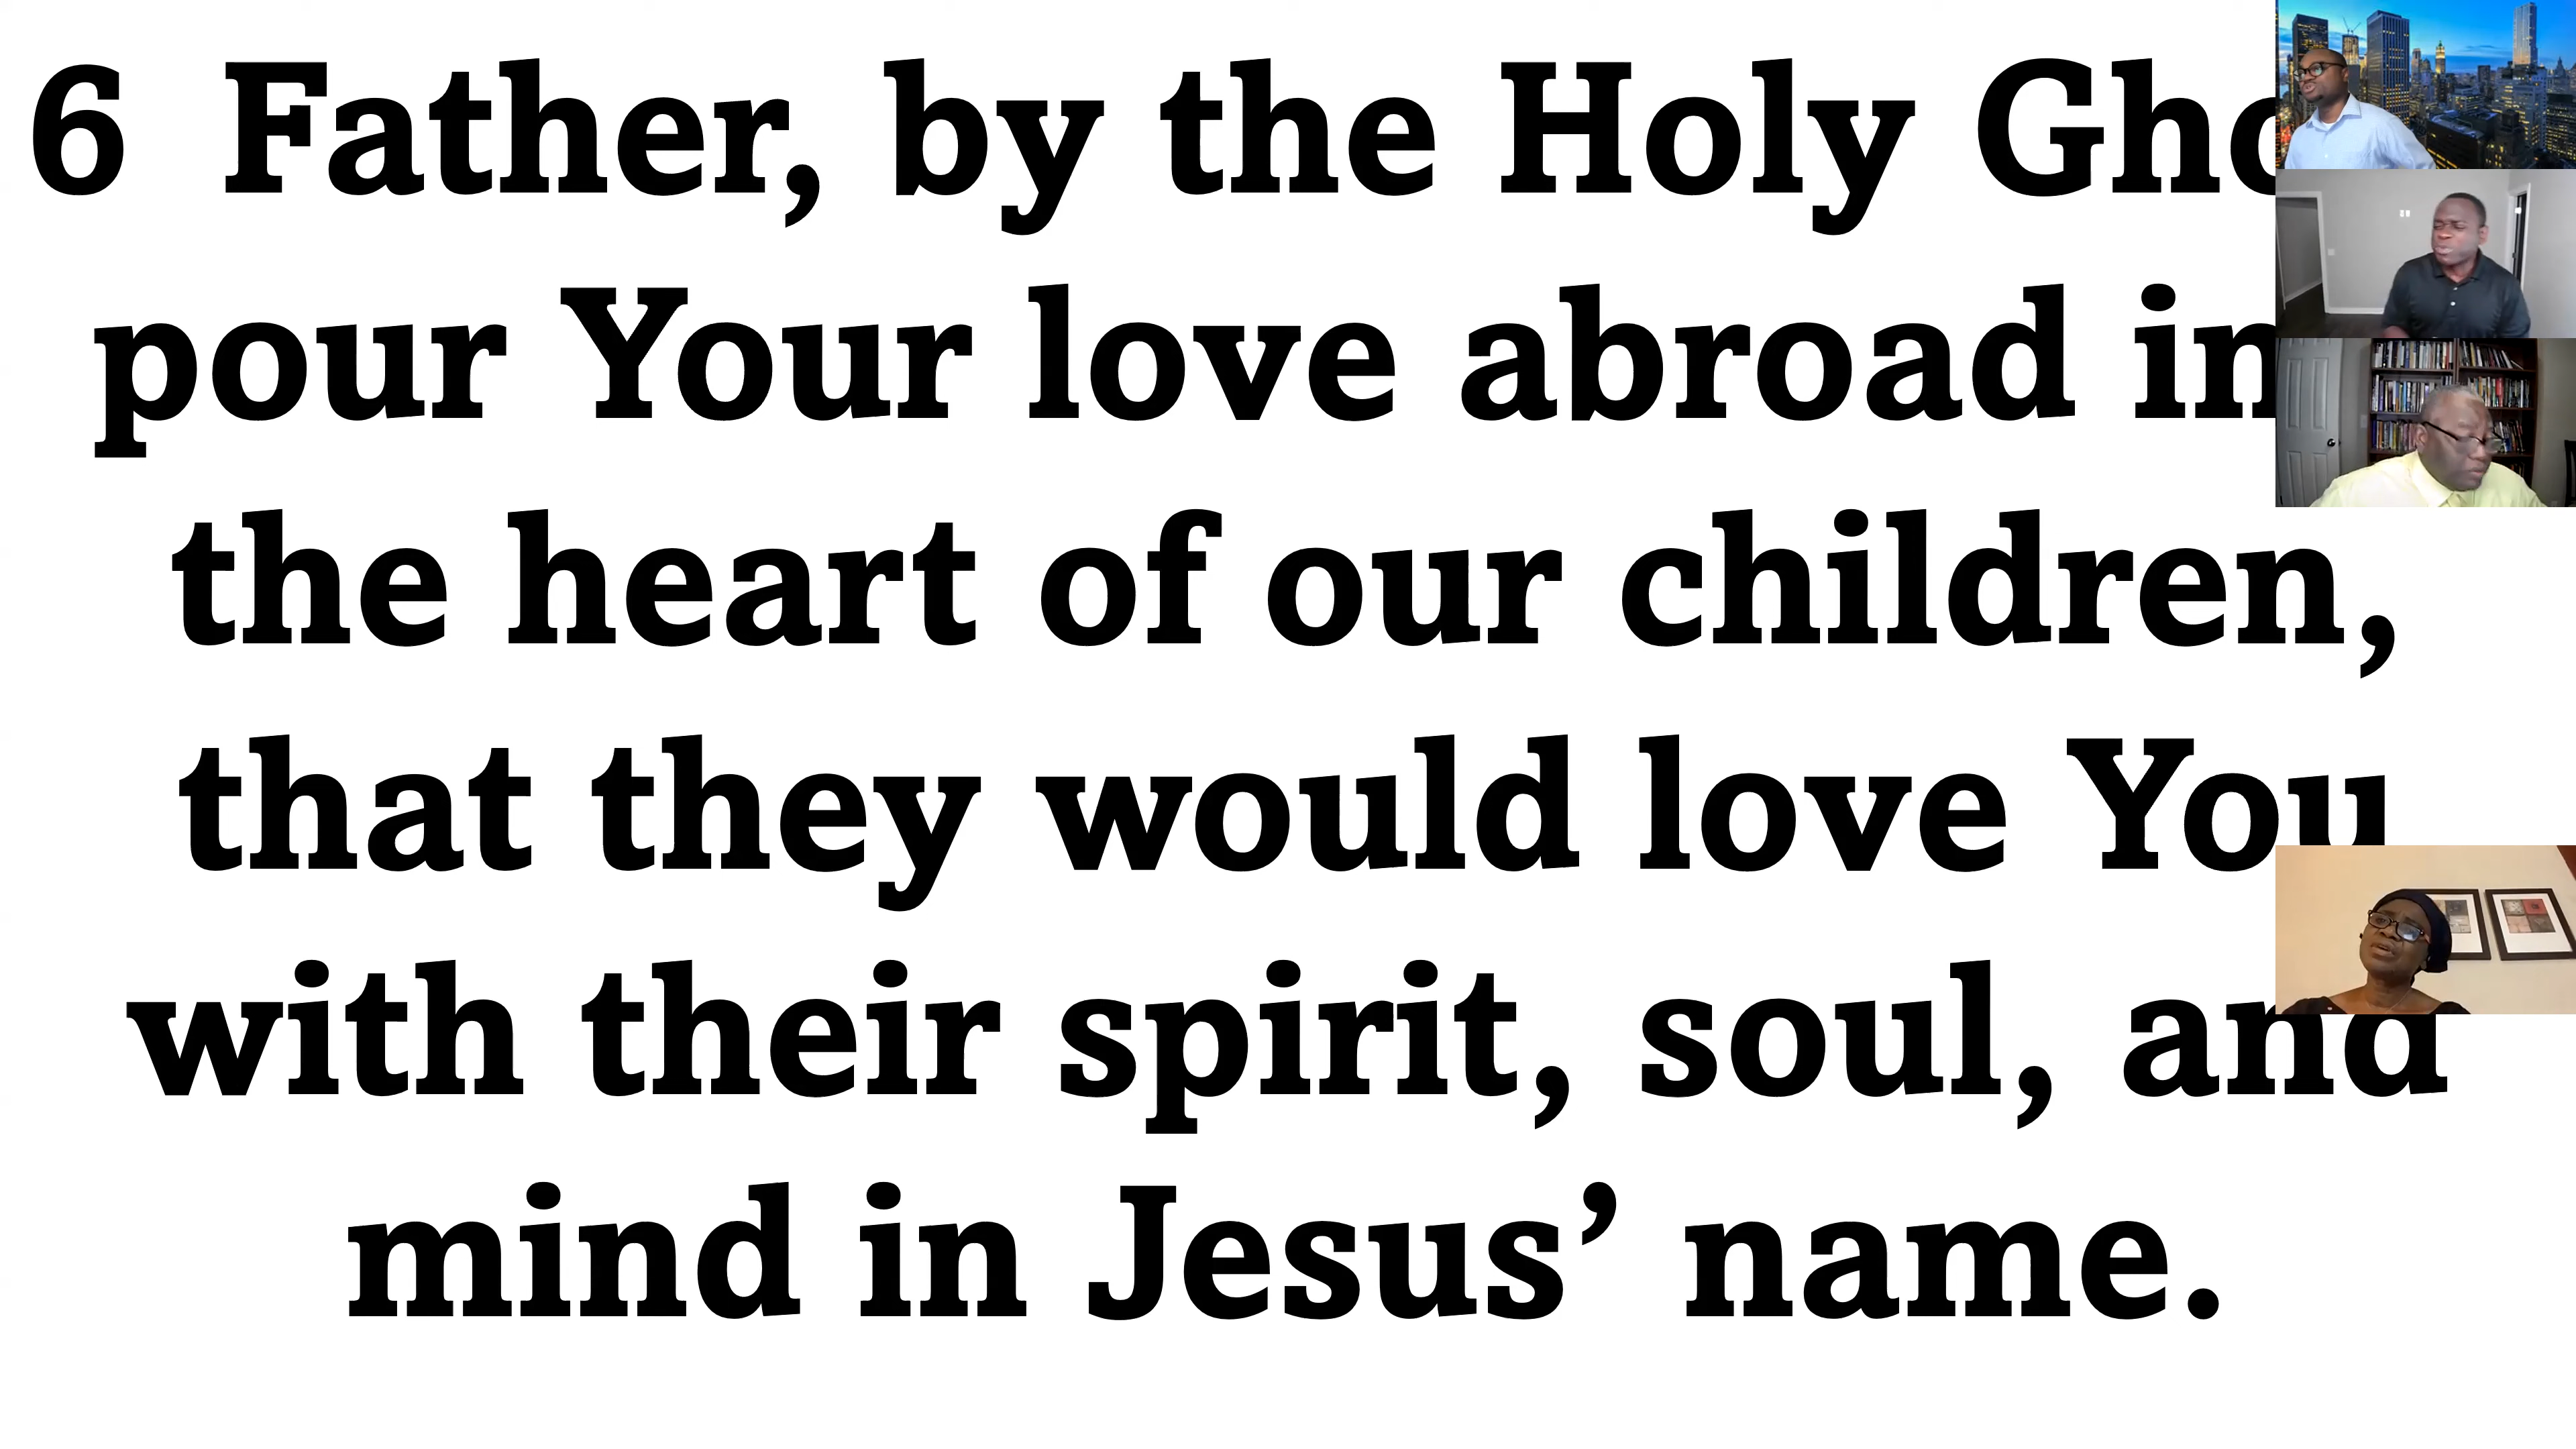 6 Father, by the Holy
pour Your love abroad in
the heart of our children,
that they would love You
with their spirit, soul, and
mind in Jesus’ name.